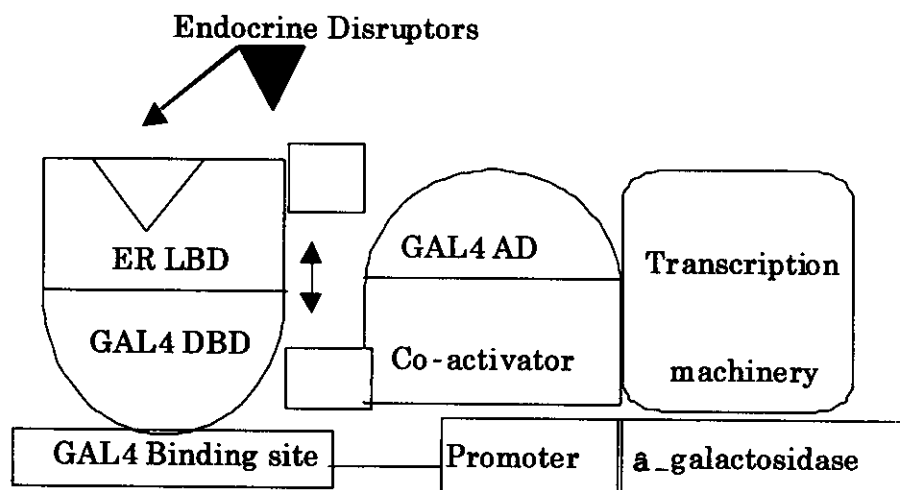 Endocrine Disruptors
ER LBD
GAL4 DBD
GAL4 AD
Co-activator
Transcription
machinery
GAL4 Binding site
Promoter
a_galactosidase